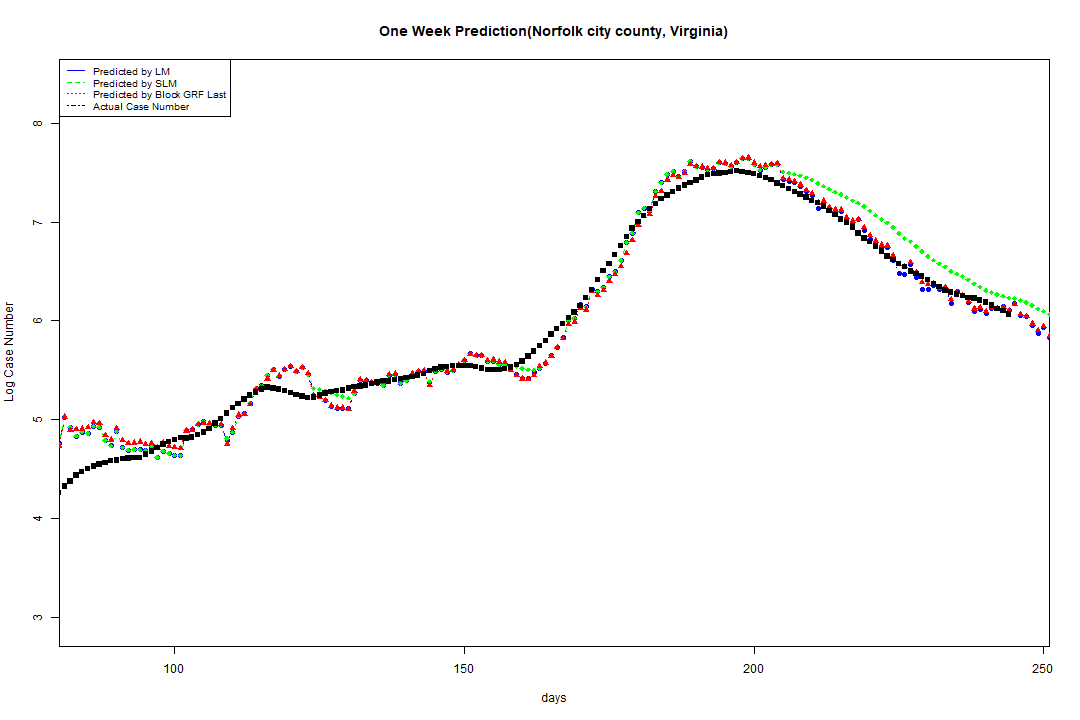 One Week Prediction(Norfolk city county, Virginia)
Predicted by LM
Predicted by SLM
Predicted by Block GRF Last
Actual Case Number
8
7
6
5
4
3
Log Case Number
100
150
200
250
days